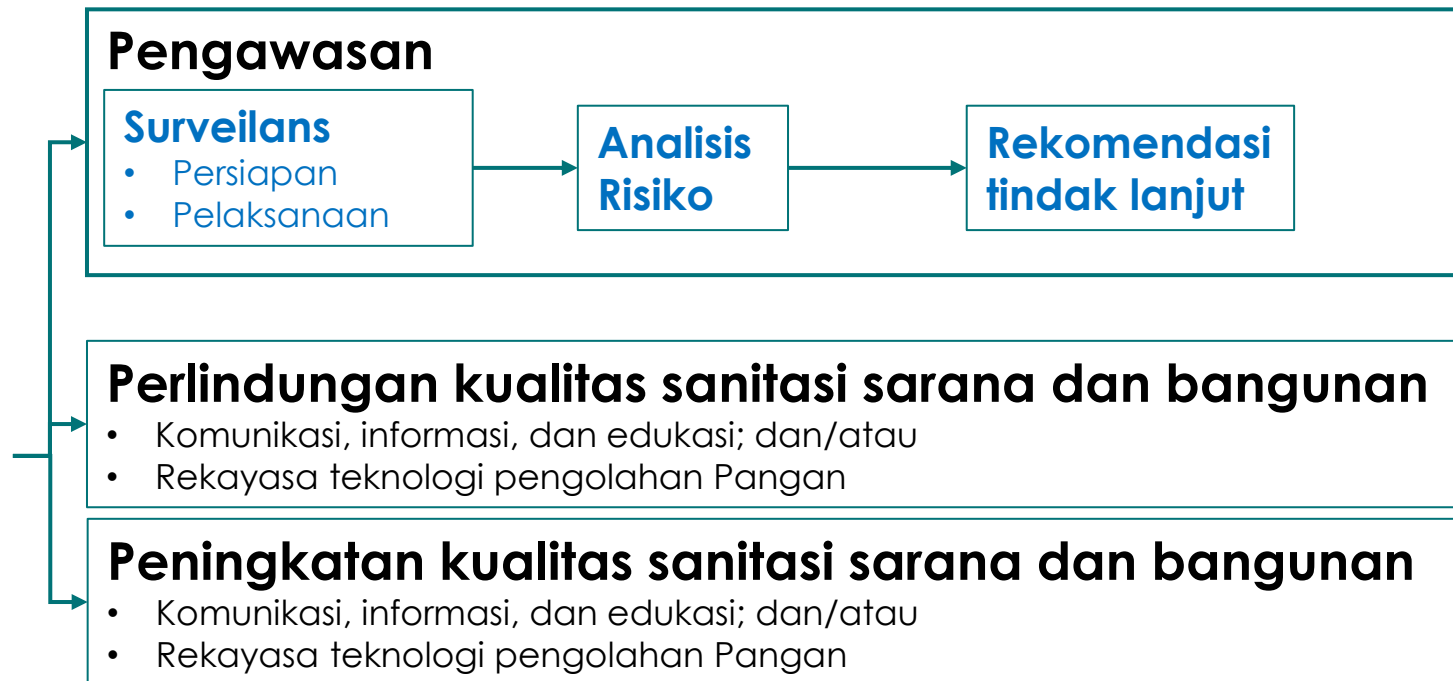 Pengawasan
Surveilans
• Persiapan
• Pelaksanaan
Analisis
Risiko
Rekomendasi
tindak lanjut
Perlindungan kualitas sanitasi sarana dan bangunan
• Komunikasi, informasi, dan edukasi; dan/atau
• Rekayasa teknologi pengolahan Pangan
Peningkatan kualitas sanitasi sarana dan bangunan
• Komunikasi, informasi, dan edukasi; dan/atau
• Rekayasa teknologi pengolahan Pangan